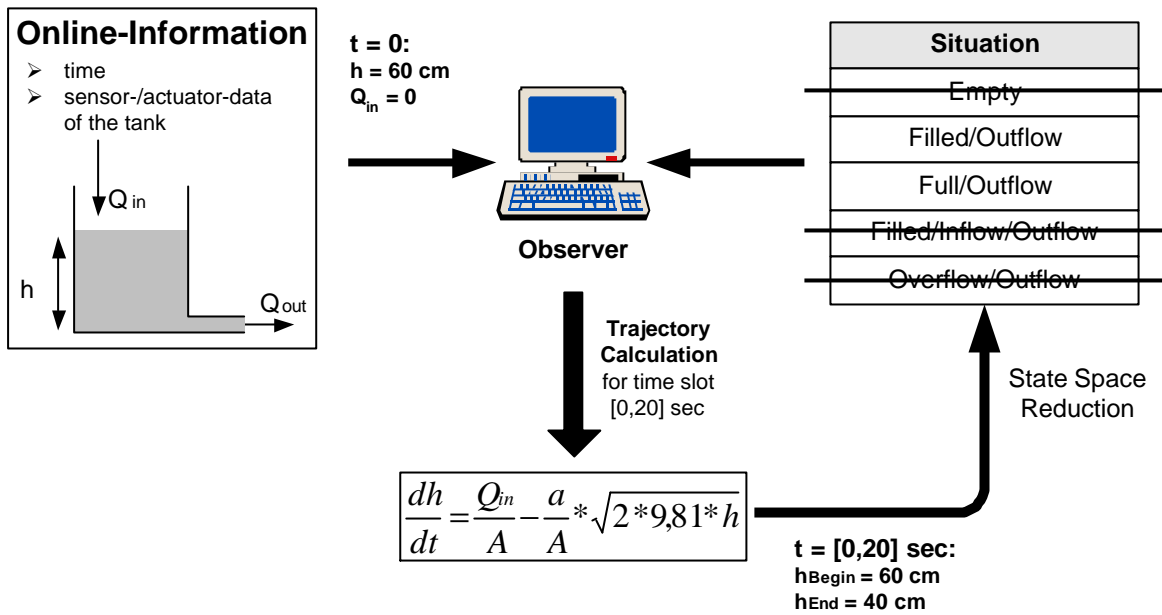 Online-Information
➢ time
➢ sensor-/actuator-data
of the tank
Q in
h
Q out
t = 0:
h = 60 cm
Q in = 0
Observer
Situation
Empty
Filled/Outflow
Full/Outflow
Filled/Inflow/Outflow
Overflow/Outflow
Trajectory
Calculation
for time slot
[0,20] sec
State Space
Reduction
dh/dt = Q in/A − a/A * √(2 * 9,81 * h)
t = [0,20] sec:
hBegin = 60 cm
hEnd = 40 cm